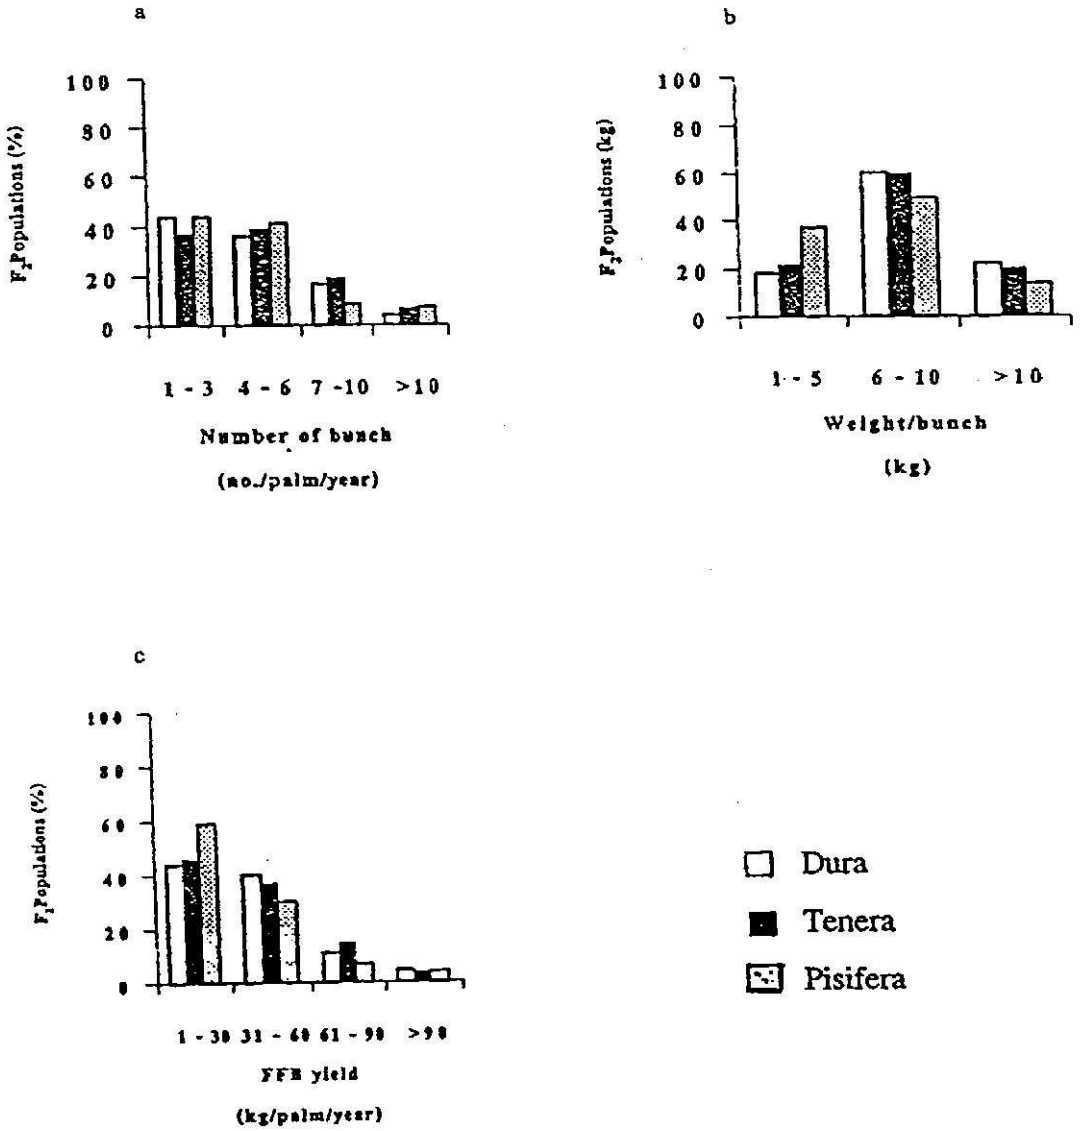 a
100
80
60
40
20
0
F2Populations (%)
1 - 3 4 - 6 7 -10 >10
Number of bunch
(no./palm/year)
b
100
80
60
40
20
0
F2Populations (kg)
1 - 5 6 - 10 >10
Weight/bunch
(kg)
c
100
80
60
40
20
0
F2Populations (%)
1 - 30 31 - 60 61 - 90 >90
FFB yield
(kg/palm/year)
Dura
Tenera
Pisifera